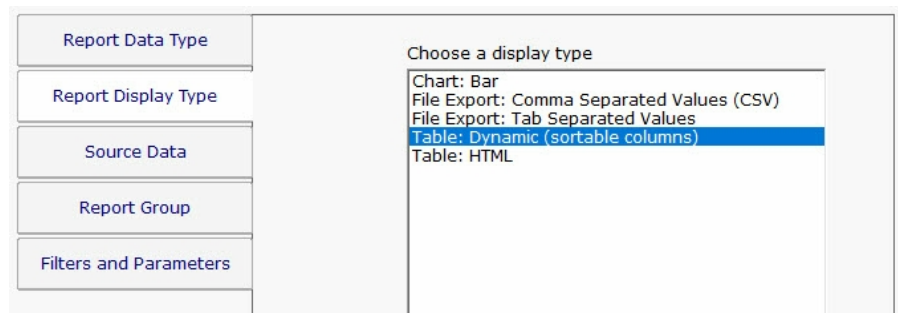 Report Data Type
Report Display Type
Source Data
Report Group
Filters and Parameters
Choose a display type
Chart: Bar
File Export: Comma Separated Values (CSV)
File Export: Tab Separated Values
Table: Dynamic (sortable columns)
Table: HTML